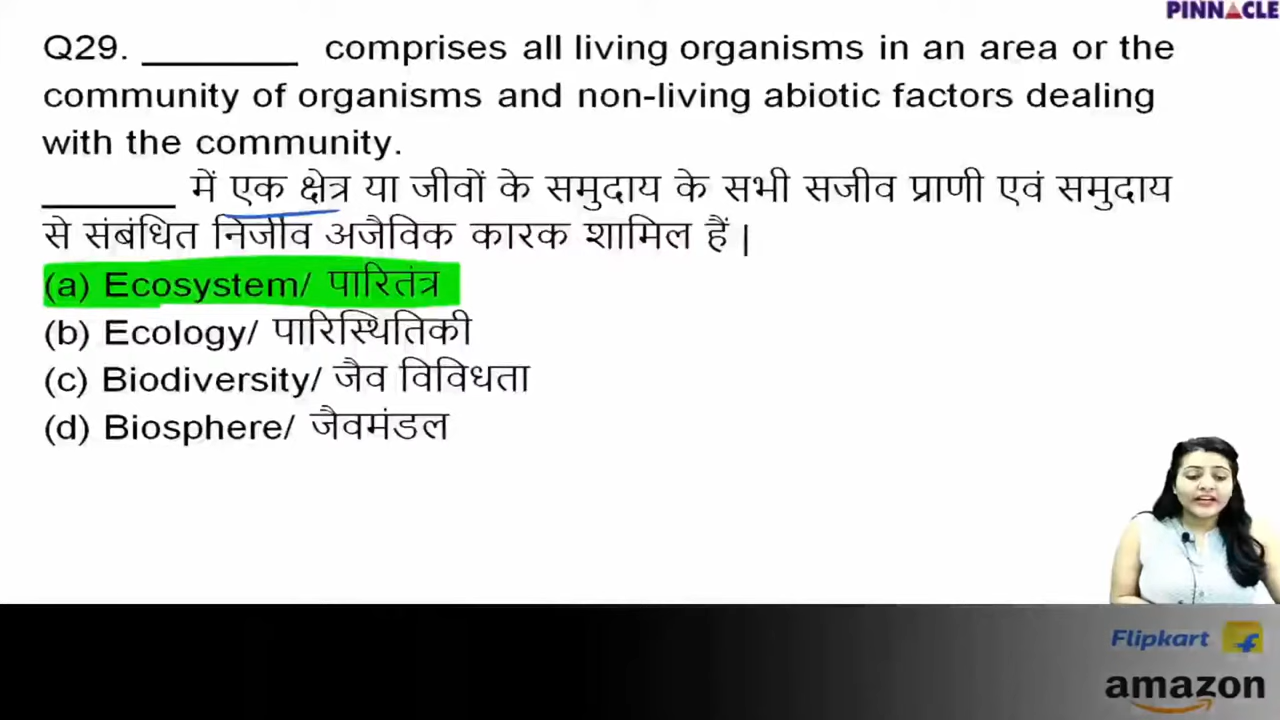 PINNACLE
Q29. ________ comprises all living organisms in an area or the
community of organisms and non-living abiotic factors dealing
with the community.
_______ में एक क्षेत्र या जीवों के समुदाय के सभी सजीव प्राणी एवं समुदाय
से संबंधित निर्जीव अजैविक कारक शामिल हैं |
(a) Ecosystem/ पारितंत्र
(b) Ecology/ पारिस्थितिकी
(c) Biodiversity/ जैव विविधता
(d) Biosphere/ जैवमंडल
Flipkart
amazon